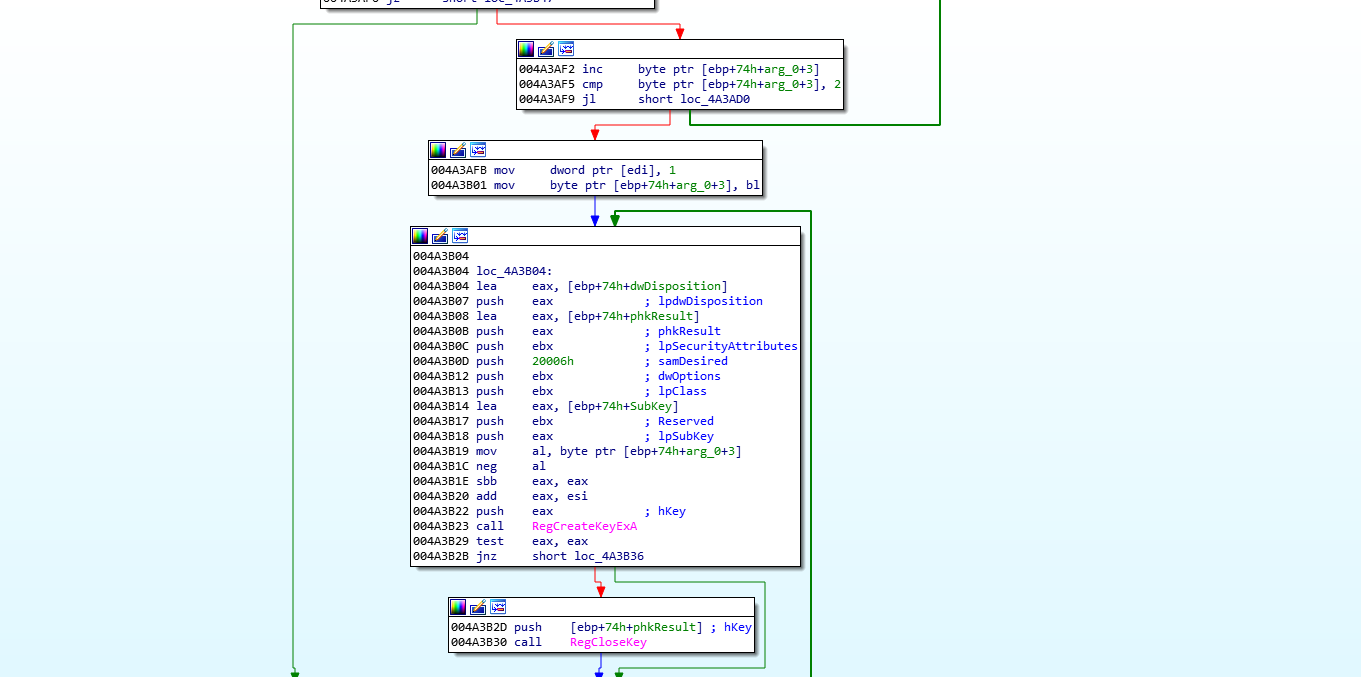 004A3AF2 inc byte ptr [ebp+74h+arg_0+3]
004A3AF5 cmp byte ptr [ebp+74h+arg_0+3], 2
004A3AF9 jl short loc_4A3AD0
004A3AFB mov dword ptr [edi], 1
004A3B01 mov byte ptr [ebp+74h+arg_0+3], bl
004A3B04
004A3B04 loc_4A3B04:
004A3B04 lea eax, [ebp+74h+dwDisposition]
004A3B07 push eax ; lpdwDisposition
004A3B08 lea eax, [ebp+74h+phkResult]
004A3B0B push eax ; phkResult
004A3B0C push ebx ; lpSecurityAttributes
004A3B0D push 20006h ; samDesired
004A3B12 push ebx ; dwOptions
004A3B13 push ebx ; lpClass
004A3B14 lea eax, [ebp+74h+SubKey]
004A3B17 push ebx ; Reserved
004A3B18 push eax ; lpSubKey
004A3B19 mov al, byte ptr [ebp+74h+arg_0+3]
004A3B1C neg al
004A3B1E sbb eax, eax
004A3B20 add eax, esi
004A3B22 push eax ; hKey
004A3B23 call RegCreateKeyExA
004A3B29 test eax, eax
004A3B2B jnz short loc_4A3B36
004A3B2D push [ebp+74h+phkResult] ; hKey
004A3B30 call RegCloseKey